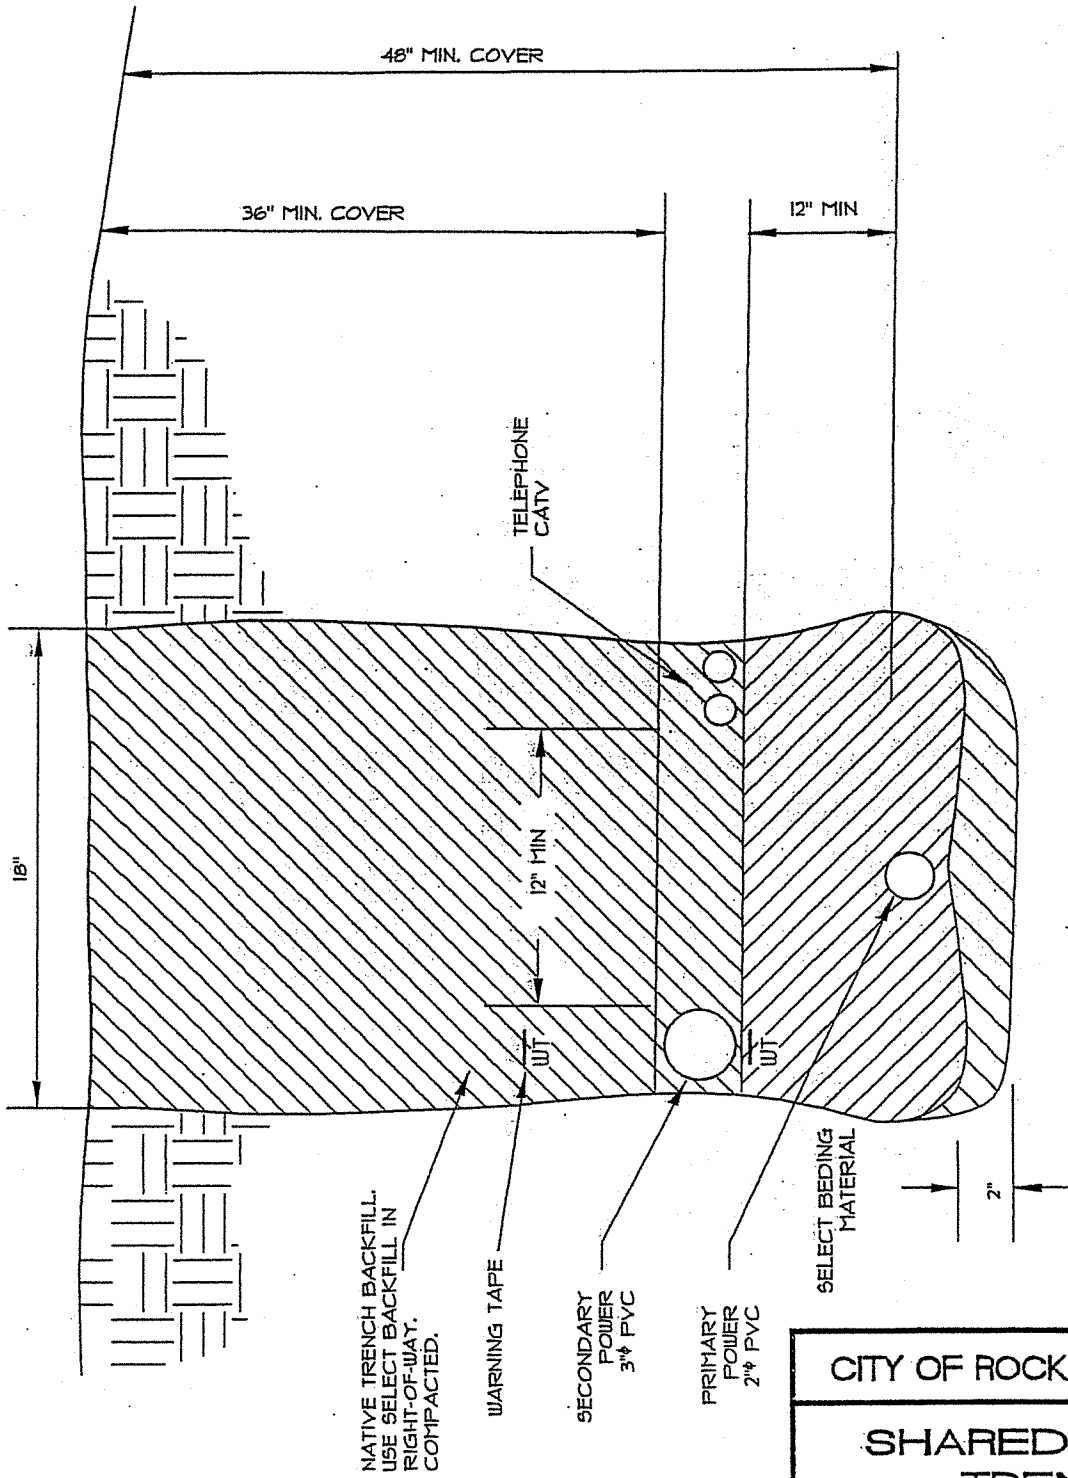 48" MIN. COVER
36" MIN. COVER
12" MIN
TELEPHONE
CATV
18"
12" MIN
WT
WT
NATIVE TRENCH BACKFILL.
USE SELECT BACKFILL IN
RIGHT-OF-WAY.
COMPACTED.
WARNING TAPE
SECONDARY
POWER
3"ϕ PVC
PRIMARY
POWER
2"ϕ PVC
SELECT BEDING
MATERIAL
2"
CITY OF ROCK
SHARED